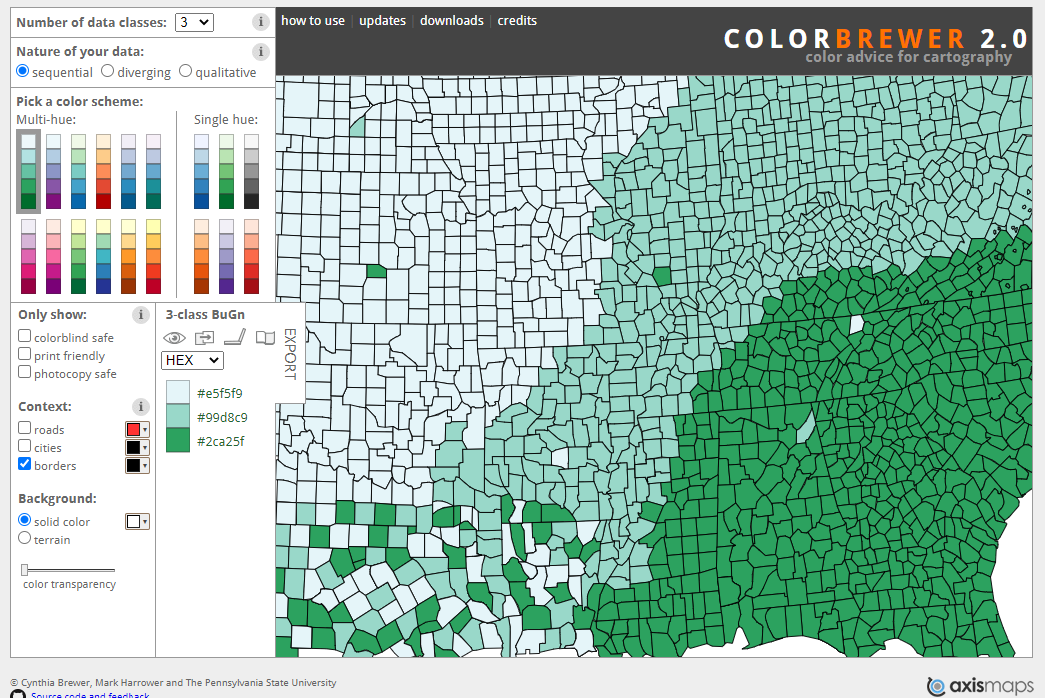 Number of data classes: 3 i
how to use | updates | downloads | credits
COLORBREWER 2.0
color advice for cartography
Nature of your data: i
sequential diverging qualitative
Pick a color scheme:
Multi-hue: Single hue:
Only show: i
colorblind safe
print friendly
photocopy safe
Context: i
roads
cities
borders
Background:
solid color
terrain
color transparency
3-class BuGn
EXPORT
HEX
#e5f5f9
#99d8c9
#2ca25f
© Cynthia Brewer, Mark Harrower and The Pennsylvania State University
Source code and feedback
axismaps